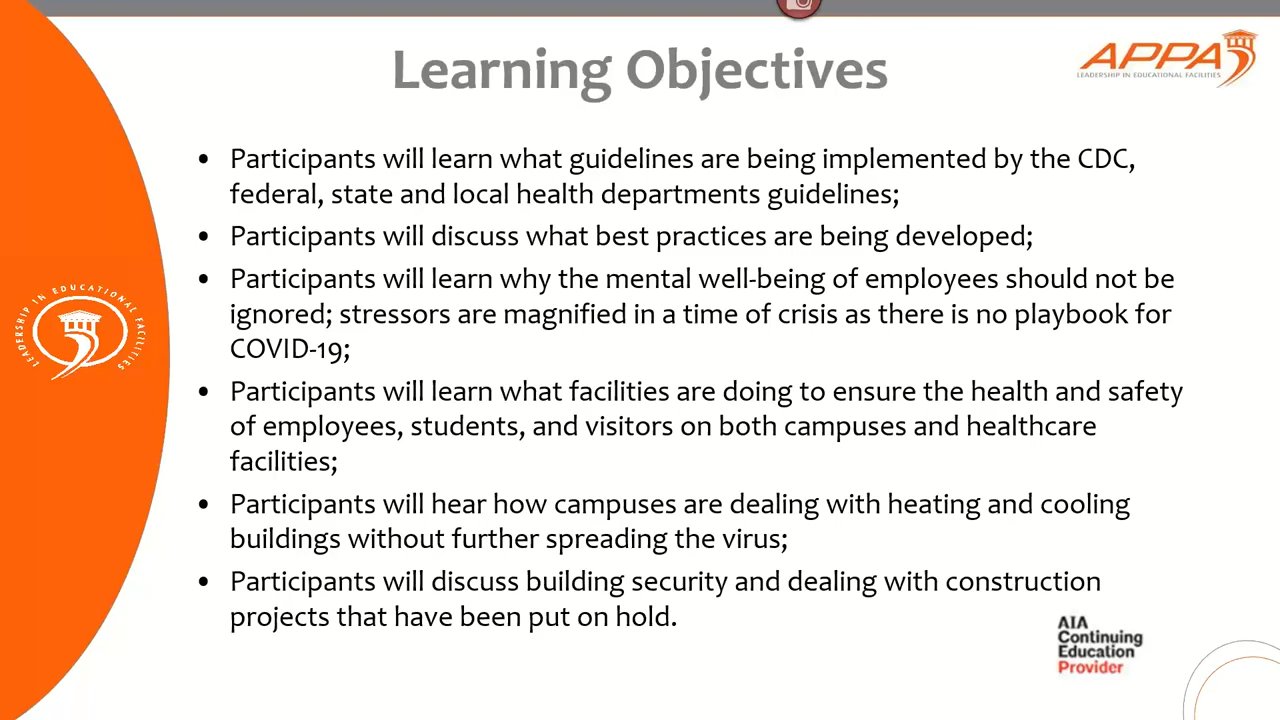 Learning Objectives
APPA
LEADERSHIP IN EDUCATIONAL FACILITIES
• Participants will learn what guidelines are being implemented by the CDC,
federal, state and local health departments guidelines;
• Participants will discuss what best practices are being developed;
• Participants will learn why the mental well-being of employees should not be
ignored; stressors are magnified in a time of crisis as there is no playbook for
COVID-19;
• Participants will learn what facilities are doing to ensure the health and safety
of employees, students, and visitors on both campuses and healthcare
facilities;
• Participants will hear how campuses are dealing with heating and cooling
buildings without further spreading the virus;
• Participants will discuss building security and dealing with construction
projects that have been put on hold.
LEADERSHIP IN EDUCATIONAL FACILITIES
AIA
Continuing
Education
Provider